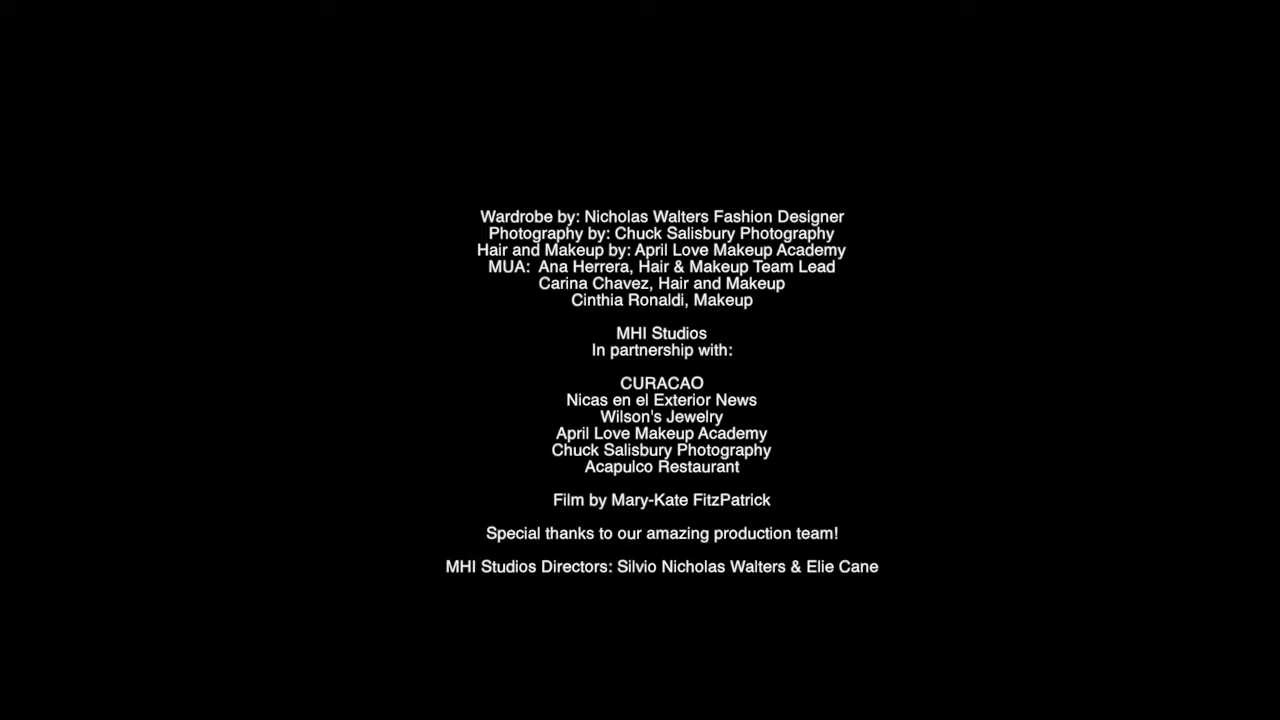 Wardrobe by: Nicholas Walters Fashion Designer
Photography by: Chuck Salisbury Photography
Hair and Makeup by: April Love Makeup Academy
MUA:  Ana Herrera, Hair & Makeup Team Lead
Carina Chavez, Hair and Makeup
Cinthia Ronaldi, Makeup
MHI Studios
In partnership with:
CURACAO
Nicas en el Exterior News
Wilson's Jewelry
April Love Makeup Academy
Chuck Salisbury Photography
Acapulco Restaurant
Film by Mary-Kate FitzPatrick
Special thanks to our amazing production team!
MHI Studios Directors: Silvio Nicholas Walters & Elie Cane